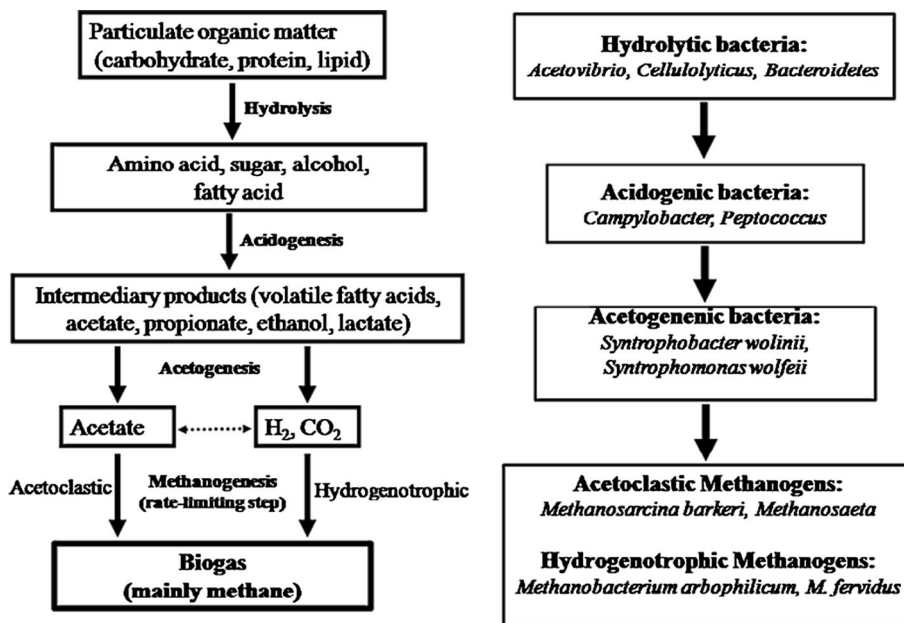 Particulate organic matter
(carbohydrate, protein, lipid)
Hydrolysis
Amino acid, sugar, alcohol,
fatty acid
Acidogenesis
Intermediary products (volatile fatty acids,
acetate, propionate, ethanol, lactate)
Acetogenesis
Acetate
H2, CO2
Acetoclastic
Methanogenesis
(rate-limiting step)
Hydrogenotrophic
Biogas
(mainly methane)
Hydrolytic bacteria:
Acetovibrio, Cellulolyticus, Bacteroidetes
Acidogenic bacteria:
Campylobacter, Peptococcus
Acetogenenic bacteria:
Syntrophobacter wolinii,
Syntrophomonas wolfeii
Acetoclastic Methanogens:
Methanosarcina barkeri, Methanosaeta
Hydrogenotrophic Methanogens:
Methanobacterium arbophilicum, M. fervidus